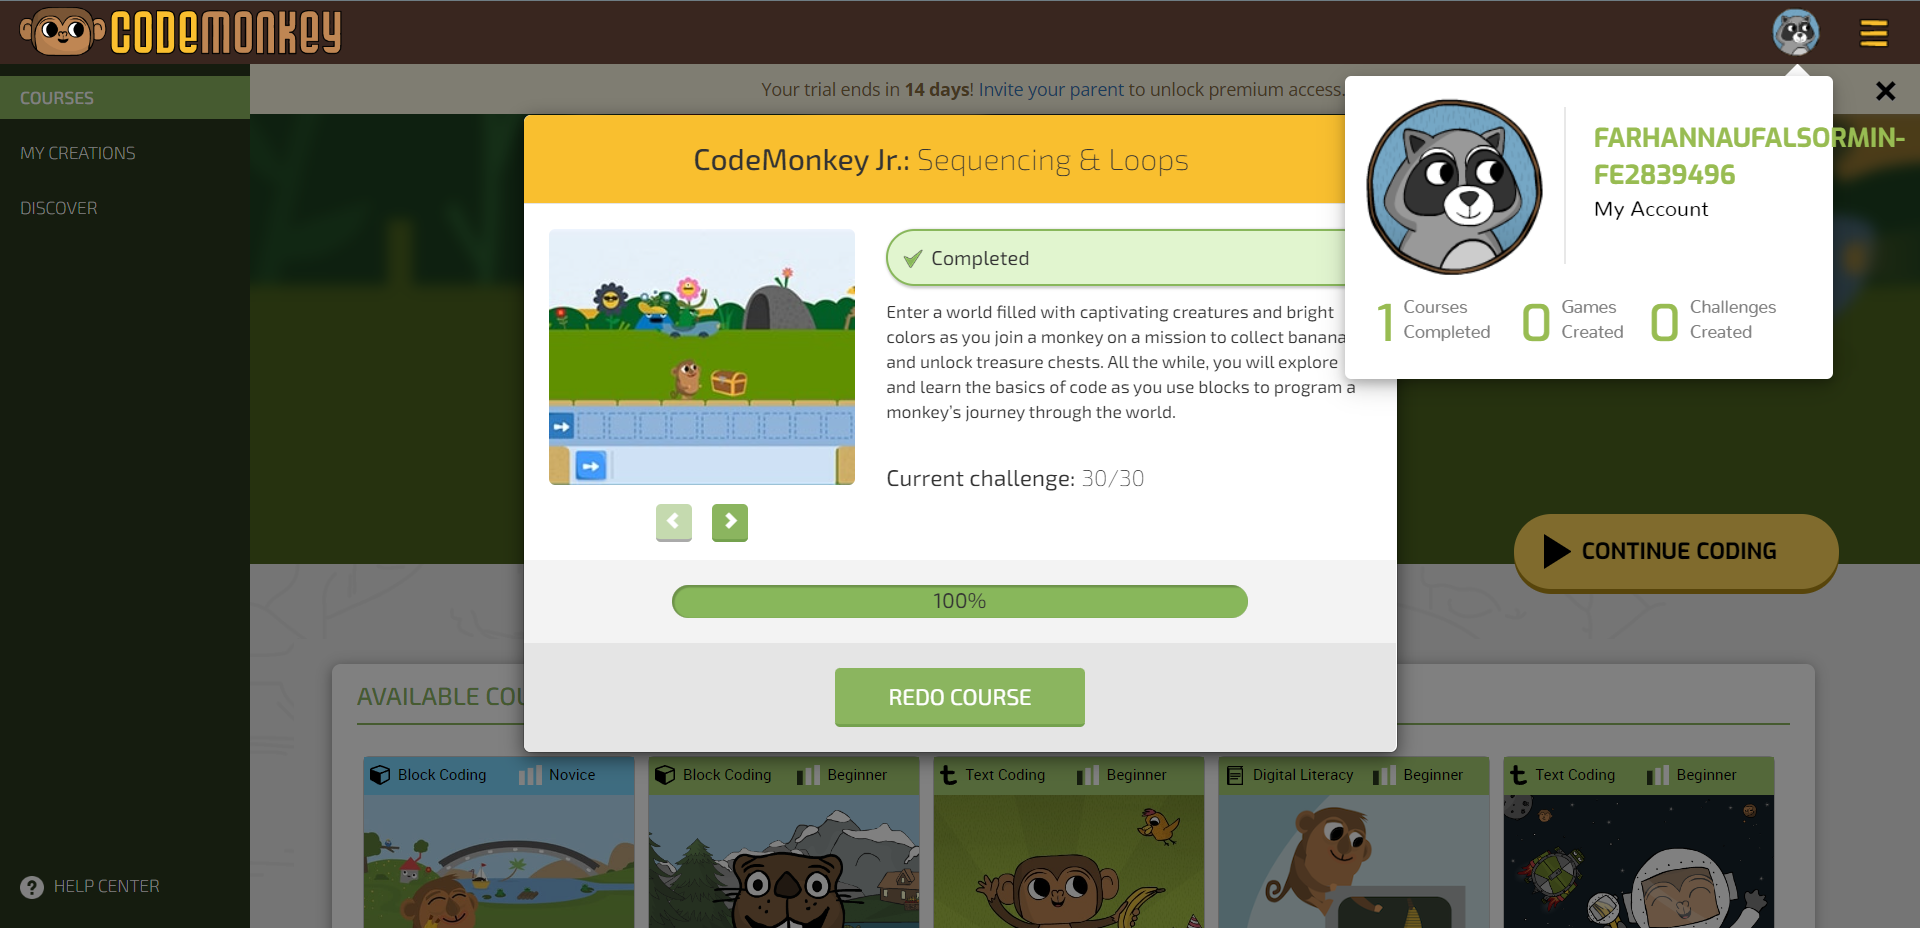 CODEMONKEY
COURSES
MY CREATIONS
DISCOVER
HELP CENTER
Your trial ends in 14 days! Invite your parent to unlock premium access.
CodeMonkey Jr.: Sequencing & Loops
Completed
Enter a world filled with captivating creatures and bright
colors as you join a monkey on a mission to collect banana
and unlock treasure chests. All the while, you will explore
and learn the basics of code as you use blocks to program a
monkey's journey through the world.
Current challenge: 30/30
100%
REDO COURSE
FARHANNAUFALSORMIN-
FE2839496
My Account
1 Courses Completed
0 Games Created
0 Challenges Created
CONTINUE CODING
AVAILABLE COU
Block Coding Novice
Block Coding Beginner
Text Coding Beginner
Digital Literacy Beginner
Text Coding Beginner